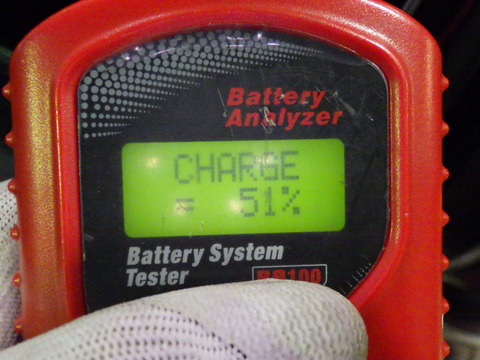 Battery
Analyzer
CHARGE
= 51%
Battery System
Tester